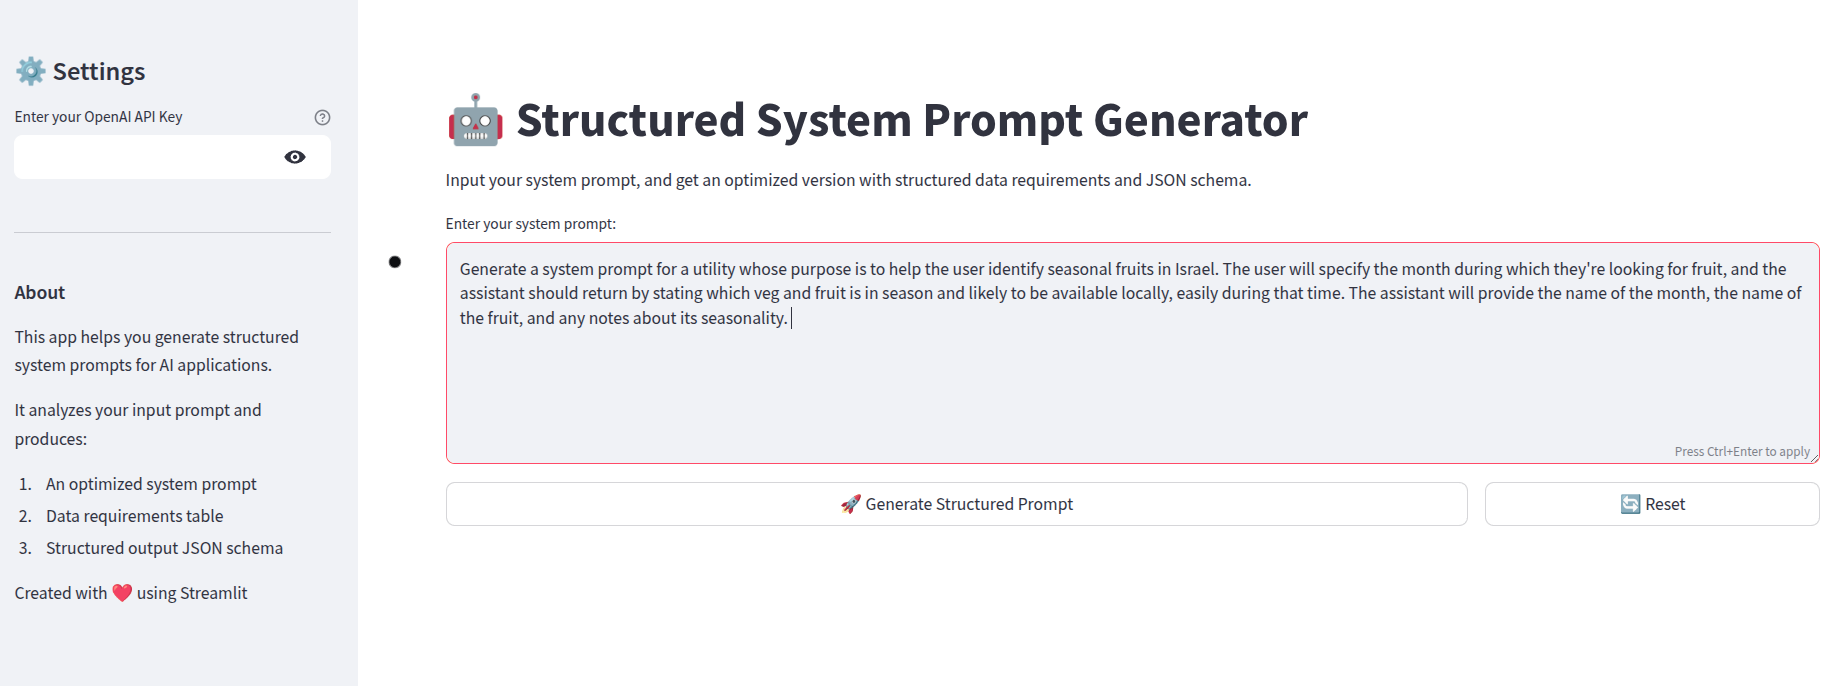 ⚙️ Settings
Enter your OpenAI API Key
About
This app helps you generate structured
system prompts for AI applications.
It analyzes your input prompt and
produces:
1. An optimized system prompt
2. Data requirements table
3. Structured output JSON schema
Created with ❤️ using Streamlit
🤖 Structured System Prompt Generator
Input your system prompt, and get an optimized version with structured data requirements and JSON schema.
Enter your system prompt:
Generate a system prompt for a utility whose purpose is to help the user identify seasonal fruits in Israel. The user will specify the month during which they're looking for fruit, and the
assistant should return by stating which veg and fruit is in season and likely to be available locally, easily during that time. The assistant will provide the name of the month, the name of
the fruit, and any notes about its seasonality.
Press Ctrl+Enter to apply
🚀 Generate Structured Prompt
🔄 Reset